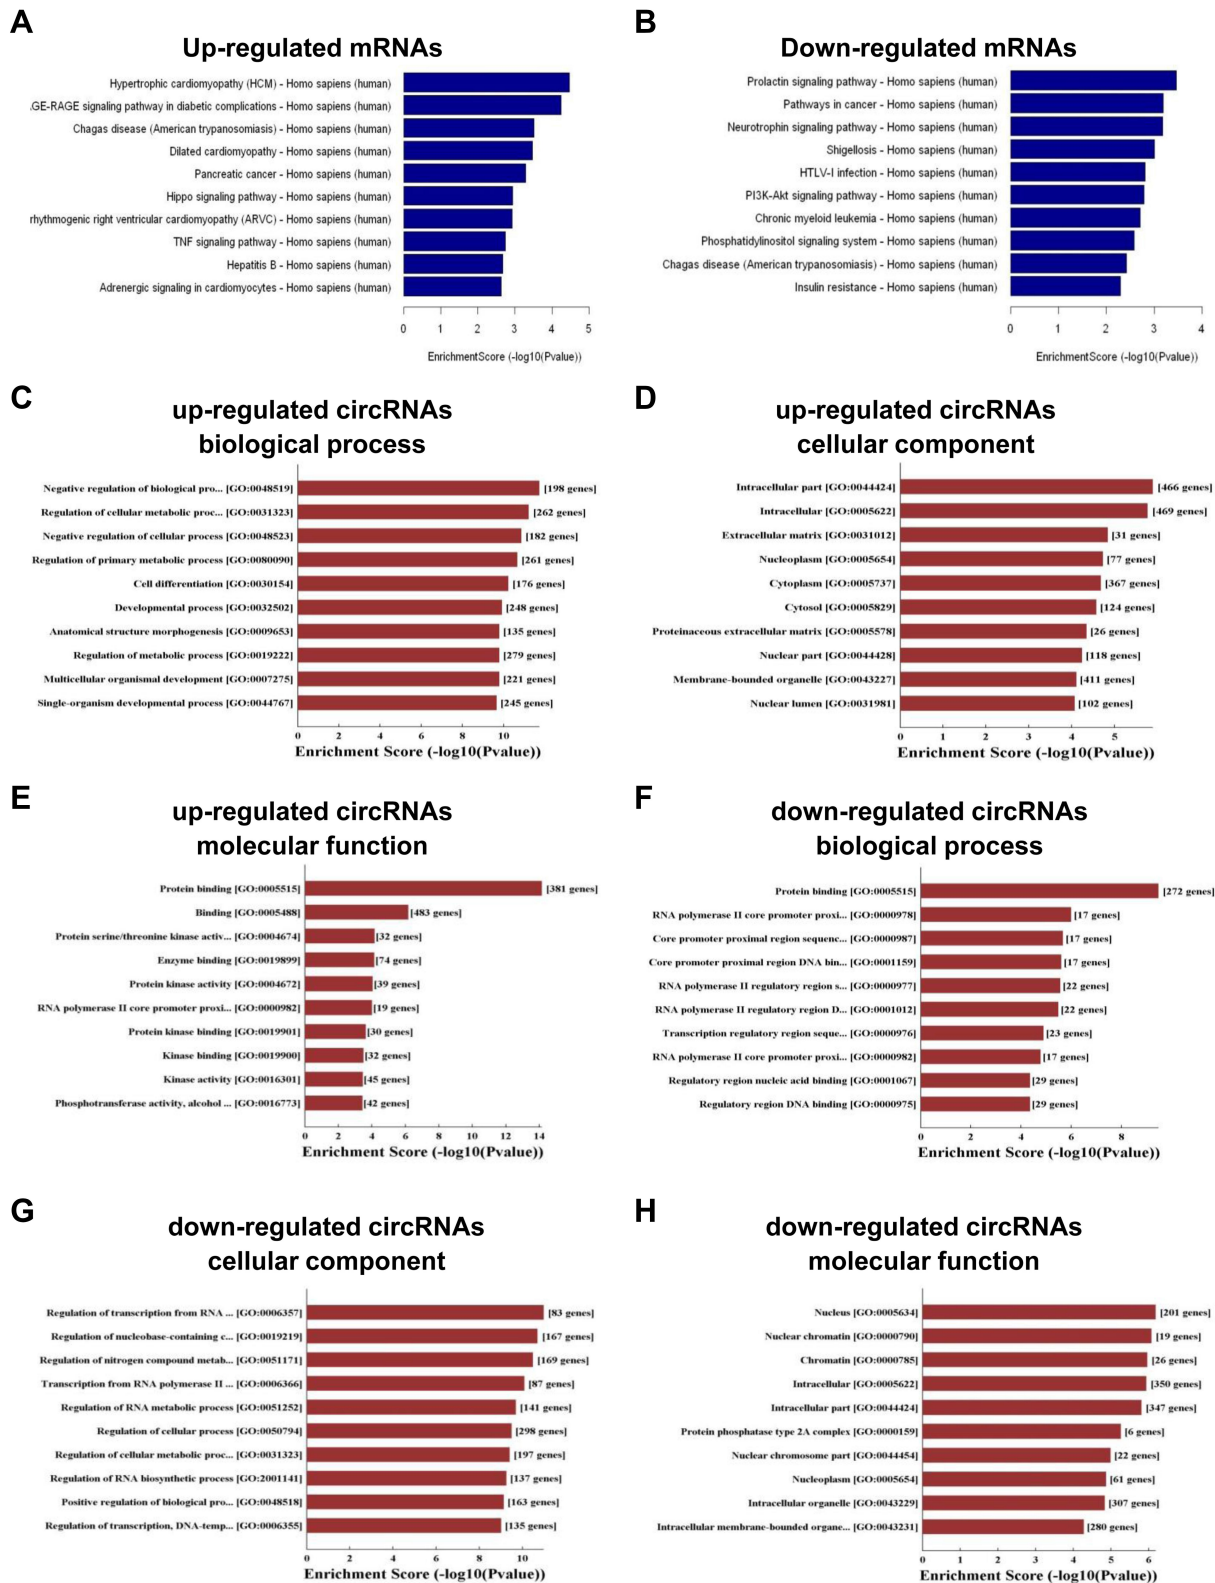 A
Up-regulated mRNAs
Hypertrophic cardiomyopathy (HCM) - Homo sapiens (human)
GE-RAGE signaling pathway in diabetic complications - Homo sapiens (human)
Chagas disease (American trypanosomiasis) - Homo sapiens (human)
Dilated cardiomyopathy - Homo sapiens (human)
Pancreatic cancer - Homo sapiens (human)
Hippo signaling pathway - Homo sapiens (human)
rhythmogenic right ventricular cardiomyopathy (ARVC) - Homo sapiens (human)
TNF signaling pathway - Homo sapiens (human)
Hepatitis B - Homo sapiens (human)
Adrenergic signaling in cardiomyocytes - Homo sapiens (human)
0 1 2 3 4 5
EnrichmentScore (-log10(Pvalue))
B
Down-regulated mRNAs
Prolactin signaling pathway - Homo sapiens (human)
Pathways in cancer - Homo sapiens (human)
Neurotrophin signaling pathway - Homo sapiens (human)
Shigellosis - Homo sapiens (human)
HTLV-I infection - Homo sapiens (human)
PI3K-Akt signaling pathway - Homo sapiens (human)
Chronic myeloid leukemia - Homo sapiens (human)
Phosphatidylinositol signaling system - Homo sapiens (human)
Chagas disease (American trypanosomiasis) - Homo sapiens (human)
Insulin resistance - Homo sapiens (human)
0 1 2 3 4
EnrichmentScore (-log10(Pvalue))
C
up-regulated circRNAs
biological process
Negative regulation of biological pro... [GO:0048519] [198 genes]
Regulation of cellular metabolic proc... [GO:0031323] [262 genes]
Negative regulation of cellular process [GO:0048523] [182 genes]
Regulation of primary metabolic process [GO:0080090] [261 genes]
Cell differentiation [GO:0030154] [176 genes]
Developmental process [GO:0032502] [248 genes]
Anatomical structure morphogenesis [GO:0009653] [135 genes]
Regulation of metabolic process [GO:0019222] [279 genes]
Multicellular organismal development [GO:0007275] [221 genes]
Single-organism developmental process [GO:0044767] [245 genes]
0 2 4 6 8 10
Enrichment Score (-log10(Pvalue))
D
up-regulated circRNAs
cellular component
Intracellular part [GO:0044424] [466 genes]
Intracellular [GO:0005622] [469 genes]
Extracellular matrix [GO:0031012] [31 genes]
Nucleoplasm [GO:0005654] [77 genes]
Cytoplasm [GO:0005737] [367 genes]
Cytosol [GO:0005829] [124 genes]
Proteinaceous extracellular matrix [GO:0005578] [26 genes]
Nuclear part [GO:0044428] [118 genes]
Membrane-bounded organelle [GO:0043227] [411 genes]
Nuclear lumen [GO:0031981] [102 genes]
0 1 2 3 4 5
Enrichment Score (-log10(Pvalue))
E
up-regulated circRNAs
molecular function
Protein binding [GO:0005515] [381 genes]
Binding [GO:0005488] [483 genes]
Protein serine/threonine kinase activ... [GO:0004674] [32 genes]
Enzyme binding [GO:0019899] [74 genes]
Protein kinase activity [GO:0004672] [39 genes]
RNA polymerase II core promoter proxi... [GO:0000982] [19 genes]
Protein kinase binding [GO:0019901] [30 genes]
Kinase binding [GO:0019900] [32 genes]
Kinase activity [GO:0016301] [45 genes]
Phosphotransferase activity, alcohol ... [GO:0016773] [42 genes]
0 2 4 6 8 10 12 14
Enrichment Score (-log10(Pvalue))
F
down-regulated circRNAs
biological process
Protein binding [GO:0005515] [272 genes]
RNA polymerase II core promoter proxi... [GO:0000978] [17 genes]
Core promoter proximal region sequenc... [GO:0000987] [17 genes]
Core promoter proximal region DNA bin... [GO:0001159] [17 genes]
RNA polymerase II regulatory region s... [GO:0000977] [22 genes]
RNA polymerase II regulatory region D... [GO:0001012] [22 genes]
Transcription regulatory region seque... [GO:0000976] [23 genes]
RNA polymerase II core promoter proxi... [GO:0000982] [17 genes]
Regulatory region nucleic acid binding [GO:0001067] [29 genes]
Regulatory region DNA binding [GO:0000975] [29 genes]
0 2 4 6 8
Enrichment Score (-log10(Pvalue))
G
down-regulated circRNAs
cellular component
Regulation of transcription from RNA ... [GO:0006357] [83 genes]
Regulation of nucleobase-containing c... [GO:0019219] [167 genes]
Regulation of nitrogen compound metab... [GO:0051171] [169 genes]
Transcription from RNA polymerase II ... [GO:0006366] [87 genes]
Regulation of RNA metabolic process [GO:0051252] [141 genes]
Regulation of cellular process [GO:0050794] [298 genes]
Regulation of cellular metabolic proc... [GO:0031323] [197 genes]
Regulation of RNA biosynthetic process [GO:2001141] [137 genes]
Positive regulation of biological pro... [GO:0048518] [163 genes]
Regulation of transcription, DNA-temp... [GO:0006355] [135 genes]
0 2 4 6 8 10
Enrichment Score (-log10(Pvalue))
H
down-regulated circRNAs
molecular function
Nucleus [GO:0005634] [201 genes]
Nuclear chromatin [GO:0000790] [19 genes]
Chromatin [GO:0000785] [26 genes]
Intracellular [GO:0005622] [350 genes]
Intracellular part [GO:0044424] [347 genes]
Protein phosphatase type 2A complex [GO:0000159] [6 genes]
Nuclear chromosome part [GO:0044454] [22 genes]
Nucleoplasm [GO:0005654] [61 genes]
Intracellular organelle [GO:0043229] [307 genes]
Intracellular membrane-bounded organe... [GO:0043231] [280 genes]
0 1 2 3 4 5 6
Enrichment Score (-log10(Pvalue))